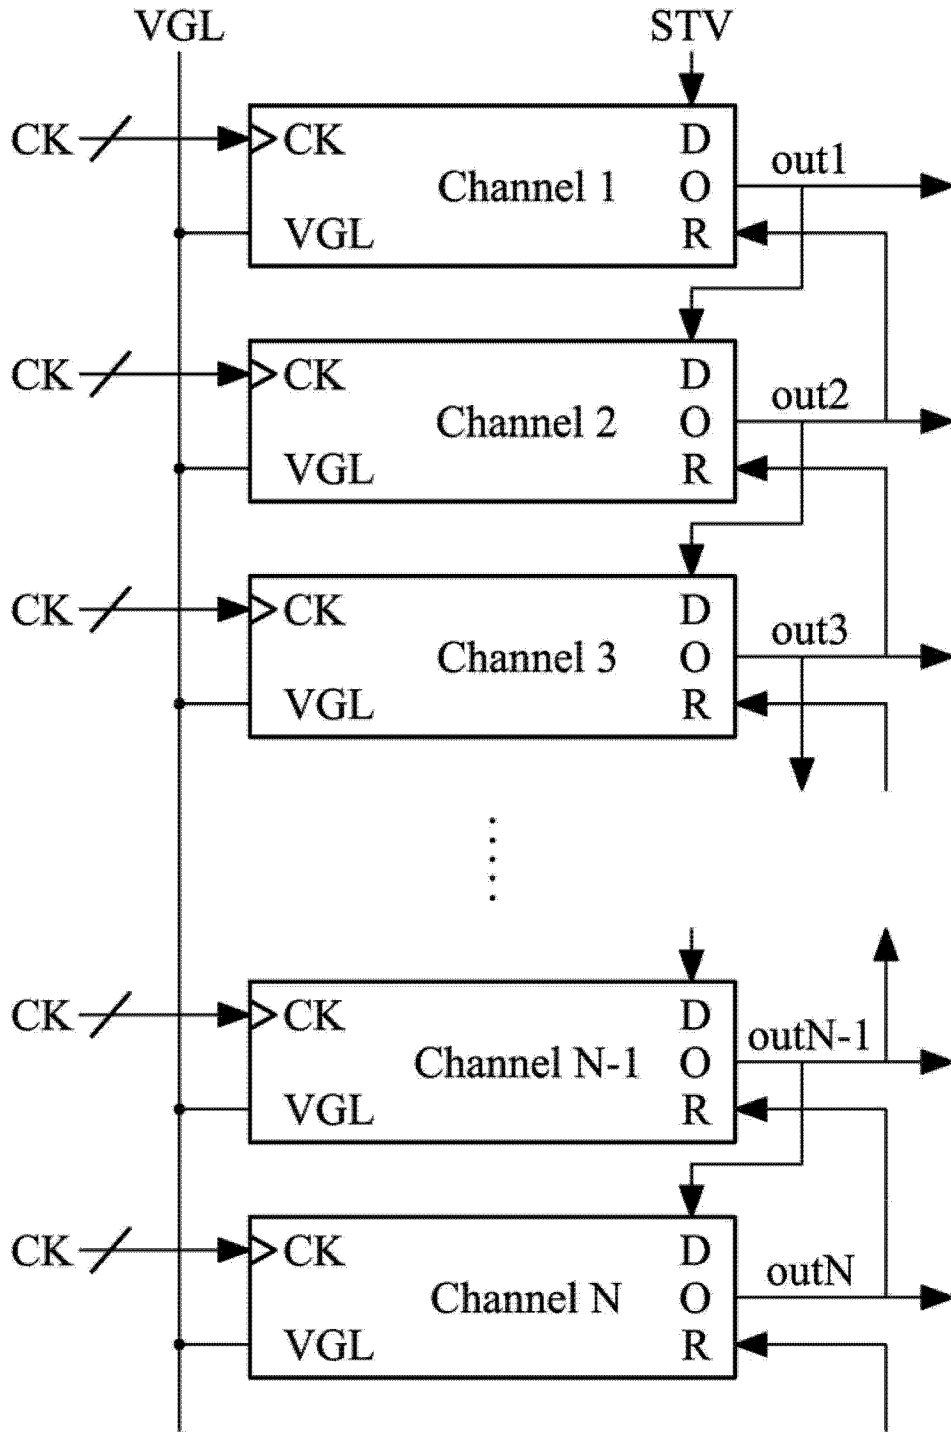 VGL STV
CK CK D
Channel 1 O out1
VGL R
CK CK D
Channel 2 O out2
VGL R
CK CK D
Channel 3 O out3
VGL R
CK CK D
Channel N-1 O outN-1
VGL R
CK CK D
Channel N O outN
VGL R